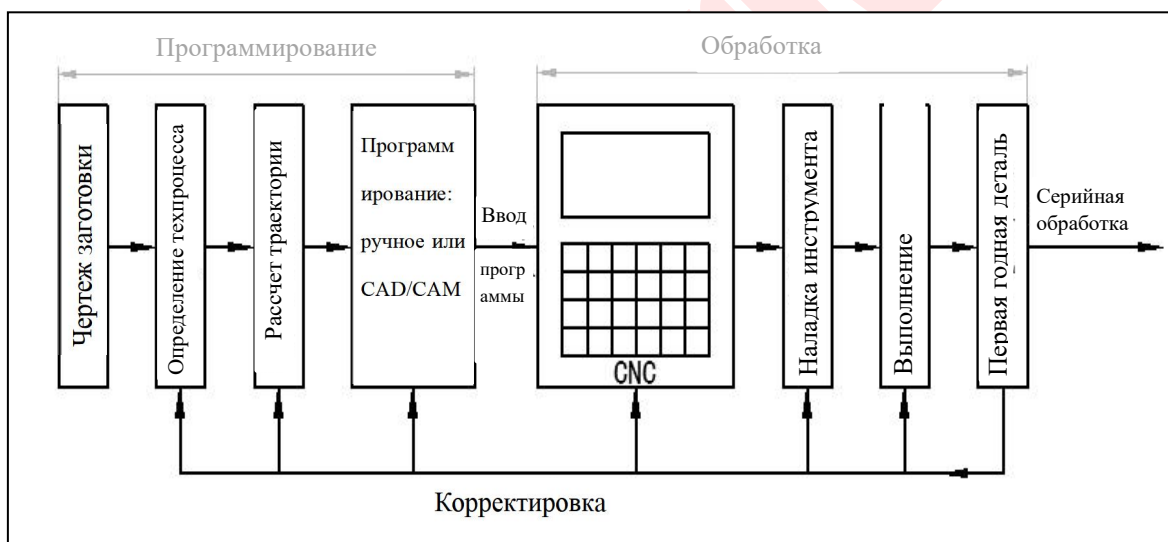 Программирование
Обработка
Чертеж заготовки
Определение техпроцесса
Рассчет траектории
Программ
ирование:
ручное или
CAD/CAM
Ввод
прогр
аммы
CNC
Наладка инструмента
Выполнение
Первая годная деталь
Серийная
обработка
Корректировка